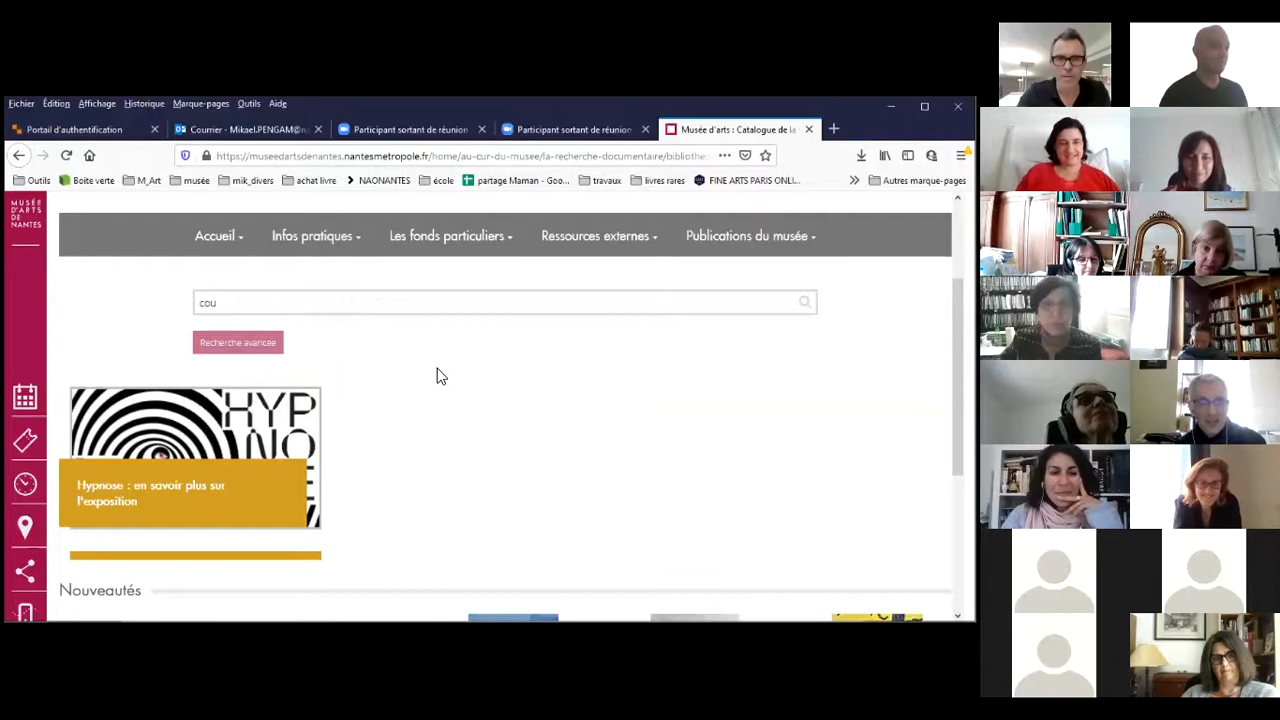 Fichier Édition Affichage Historique Marque-pages Outils Aide
Portail d'authentification
Courrier - Mikael.PENGAM@n
Participant sortant de réunion
Participant sortant de réunion
Musée d'arts : Catalogue de la
https://museedartsdenantes.nantesmetropole.fr/home/au-cur-du-musee/la-recherche-documentaire/bibliothe
Outils Boite verte M_Art musée mik_divers achat livre NAONANTES école partage Maman - Goo... travaux livres rares FINE ARTS PARIS ONLI... Autres marque-pages
MUSÉE
D'ARTS
DE
NANTES
Accueil Infos pratiques Les fonds particuliers Ressources externes Publications du musée
cou
Recherche avancee
HYP
NO
Hypnose : en savoir plus sur
l'exposition
Nouveautés